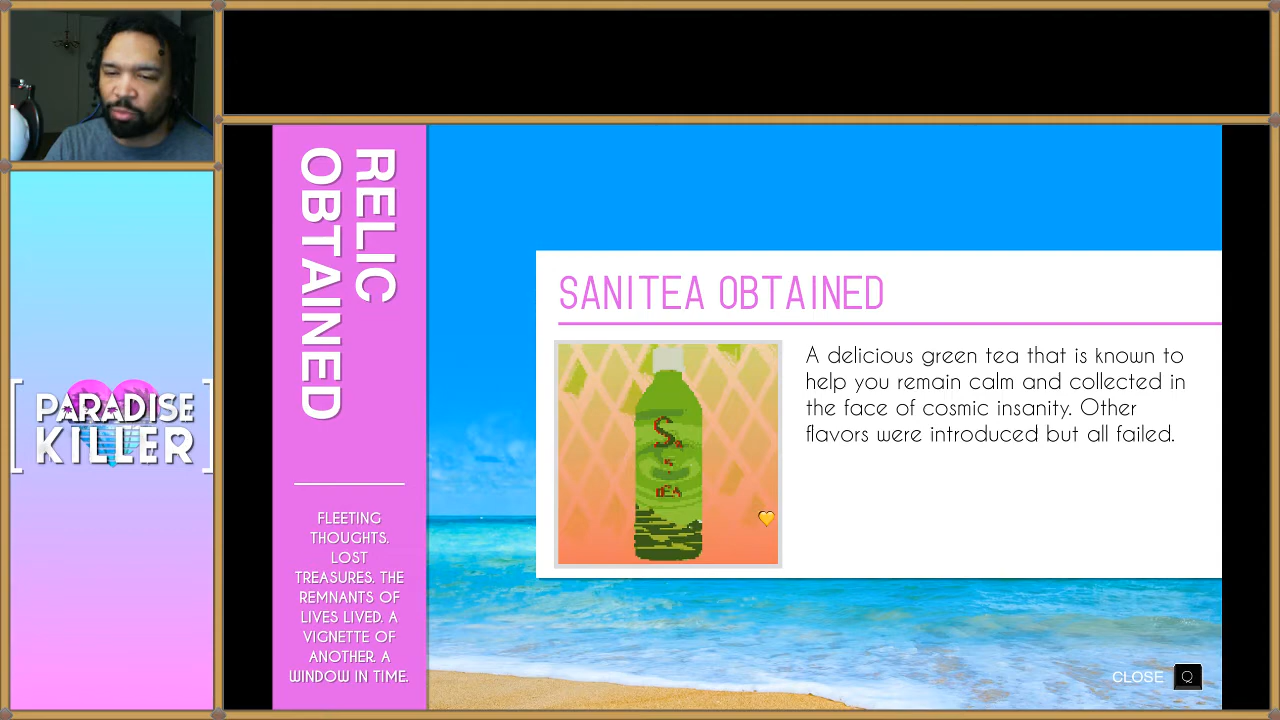 RELIC
OBTAINED
FLEETING
THOUGHTS.
LOST
TREASURES. THE
REMNANTS OF
LIVES LIVED. A
VIGNETTE OF
ANOTHER. A
WINDOW IN TIME.
PARADISE
KILLER
SANITEA OBTAINED
A delicious green tea that is known to
help you remain calm and collected in
the face of cosmic insanity. Other
flavors were introduced but all failed.
CLOSE Q